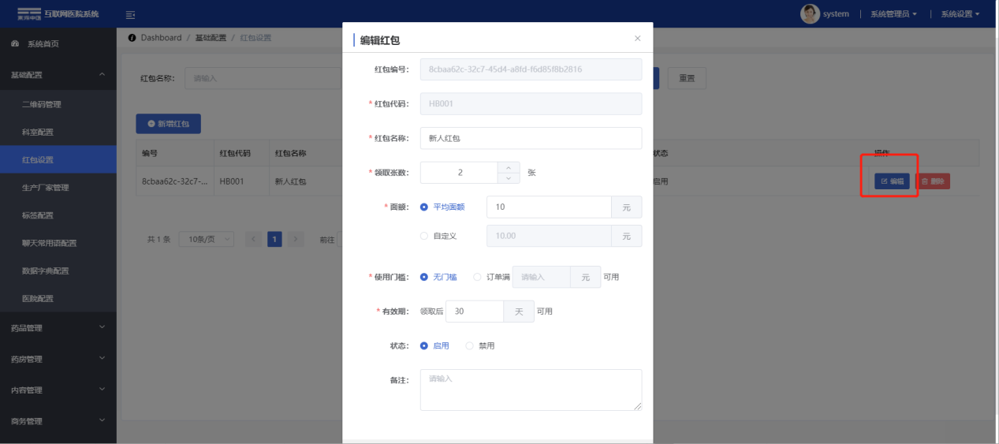 東海中医 互联网医院系统
system | 系统管理员 | 系统设置
系统首页
基础配置
二维码管理
科室配置
红包设置
生产厂家管理
标签配置
聊天常用语配置
数据字典配置
医院配置
药品管理
药房管理
内容管理
商务管理
Dashboard / 基础配置 / 红包设置
红包名称: 请输入
重置
新增红包
编号 红包代码 红包名称 状态 操作
8cbaa62c-32c7-... HB001 新人红包 启用 编辑 删除
共 1 条 10条/页 1 前往
编辑红包
红包编号: 8cbaa62c-32c7-45d4-a8fd-f6d85f8b2816
* 红包代码: HB001
* 红包名称: 新人红包
* 领取张数: 2 张
* 面额: 平均面额 10 元
自定义 10.00 元
* 使用门槛: 无门槛 订单满 请输入 元 可用
* 有效期: 领取后 30 天 可用
状态: 启用 禁用
备注: 请输入